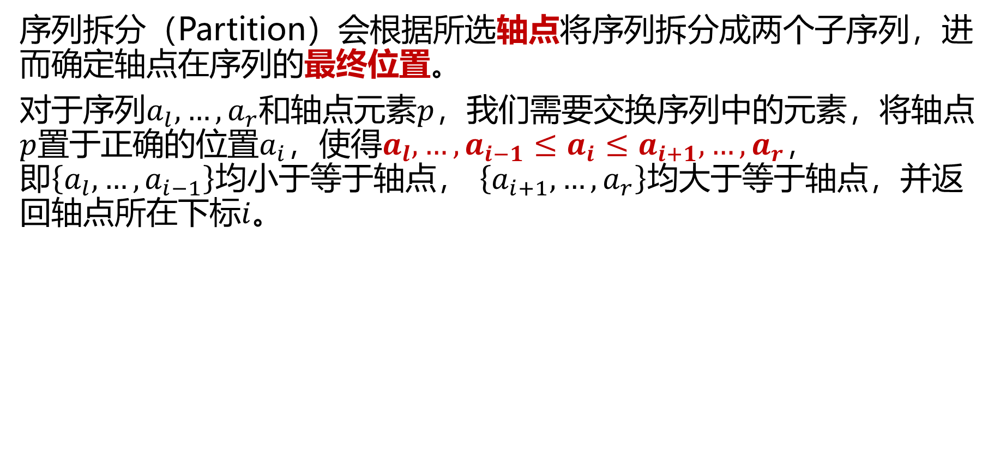 序列拆分（Partition）会根据所选轴点将序列拆分成两个子序列，进
而确定轴点在序列的最终位置。
对于序列$a_l, \dots, a_r$和轴点元素$p$，我们需要交换序列中的元素，将轴点
$p$置于正确的位置$a_i$，使得$a_l, \dots, a_{i-1} \leq a_i \leq a_{i+1}, \dots, a_r$,
即$\{a_l, \dots, a_{i-1}\}$均小于等于轴点， $\{a_{i+1}, \dots, a_r\}$均大于等于轴点，并返
回轴点所在下标$i$。